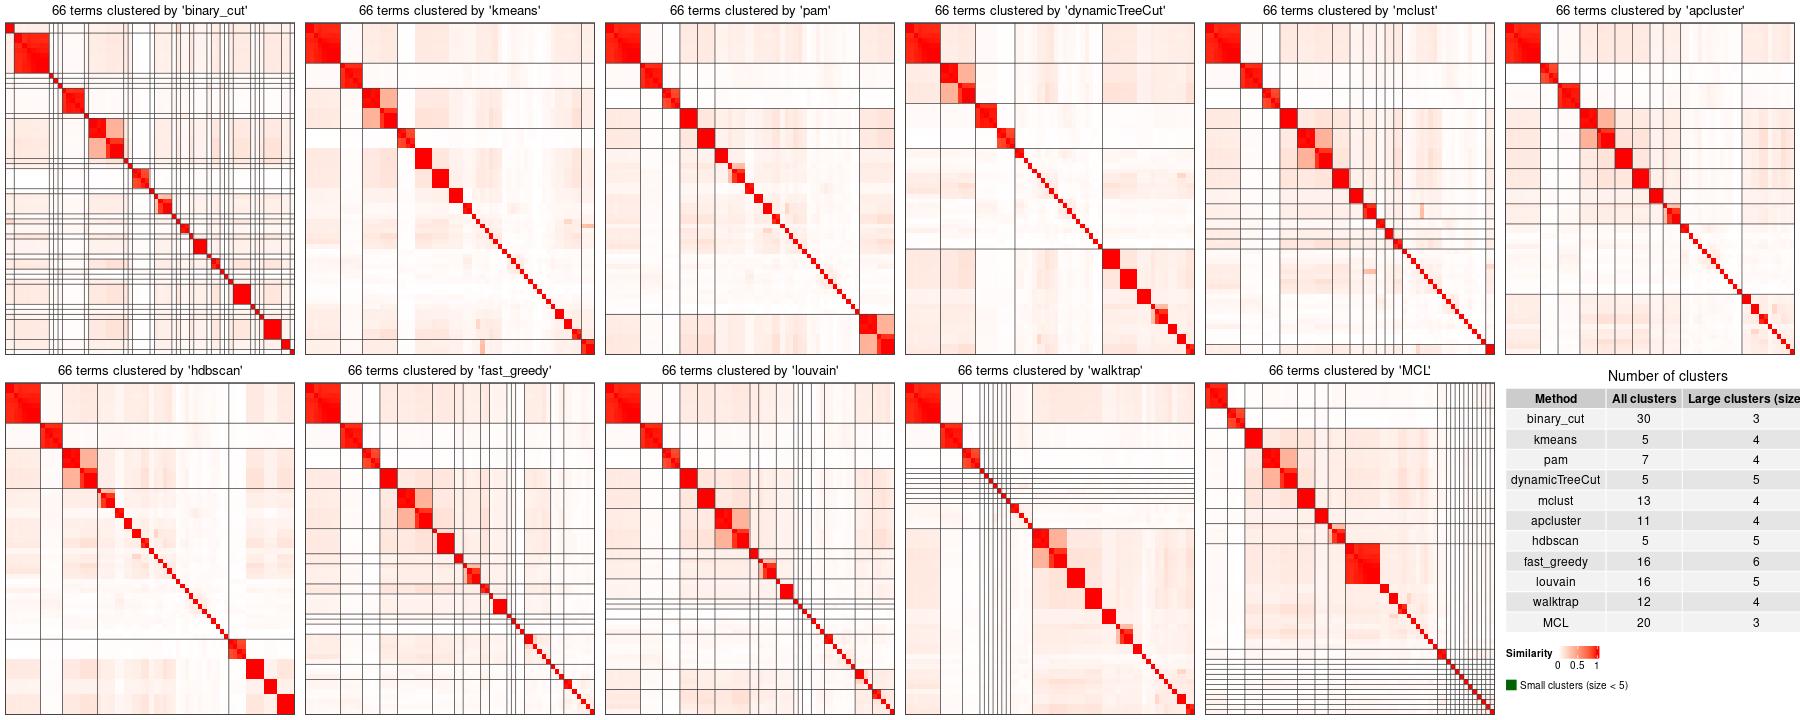 66 terms clustered by 'binary_cut'
66 terms clustered by 'kmeans'
66 terms clustered by 'pam'
66 terms clustered by 'dynamicTreeCut'
66 terms clustered by 'mclust'
66 terms clustered by 'apcluster'
66 terms clustered by 'hdbscan'
66 terms clustered by 'fast_greedy'
66 terms clustered by 'louvain'
66 terms clustered by 'walktrap'
66 terms clustered by 'MCL'
Number of clusters
Method All clusters Large clusters (size
binary_cut 30 3
kmeans 5 4
pam 7 4
dynamicTreeCut 5 5
mclust 13 4
apcluster 11 4
hdbscan 5 5
fast_greedy 16 6
louvain 16 5
walktrap 12 4
MCL 20 3
Similarity
0 0.5 1
Small clusters (size < 5)